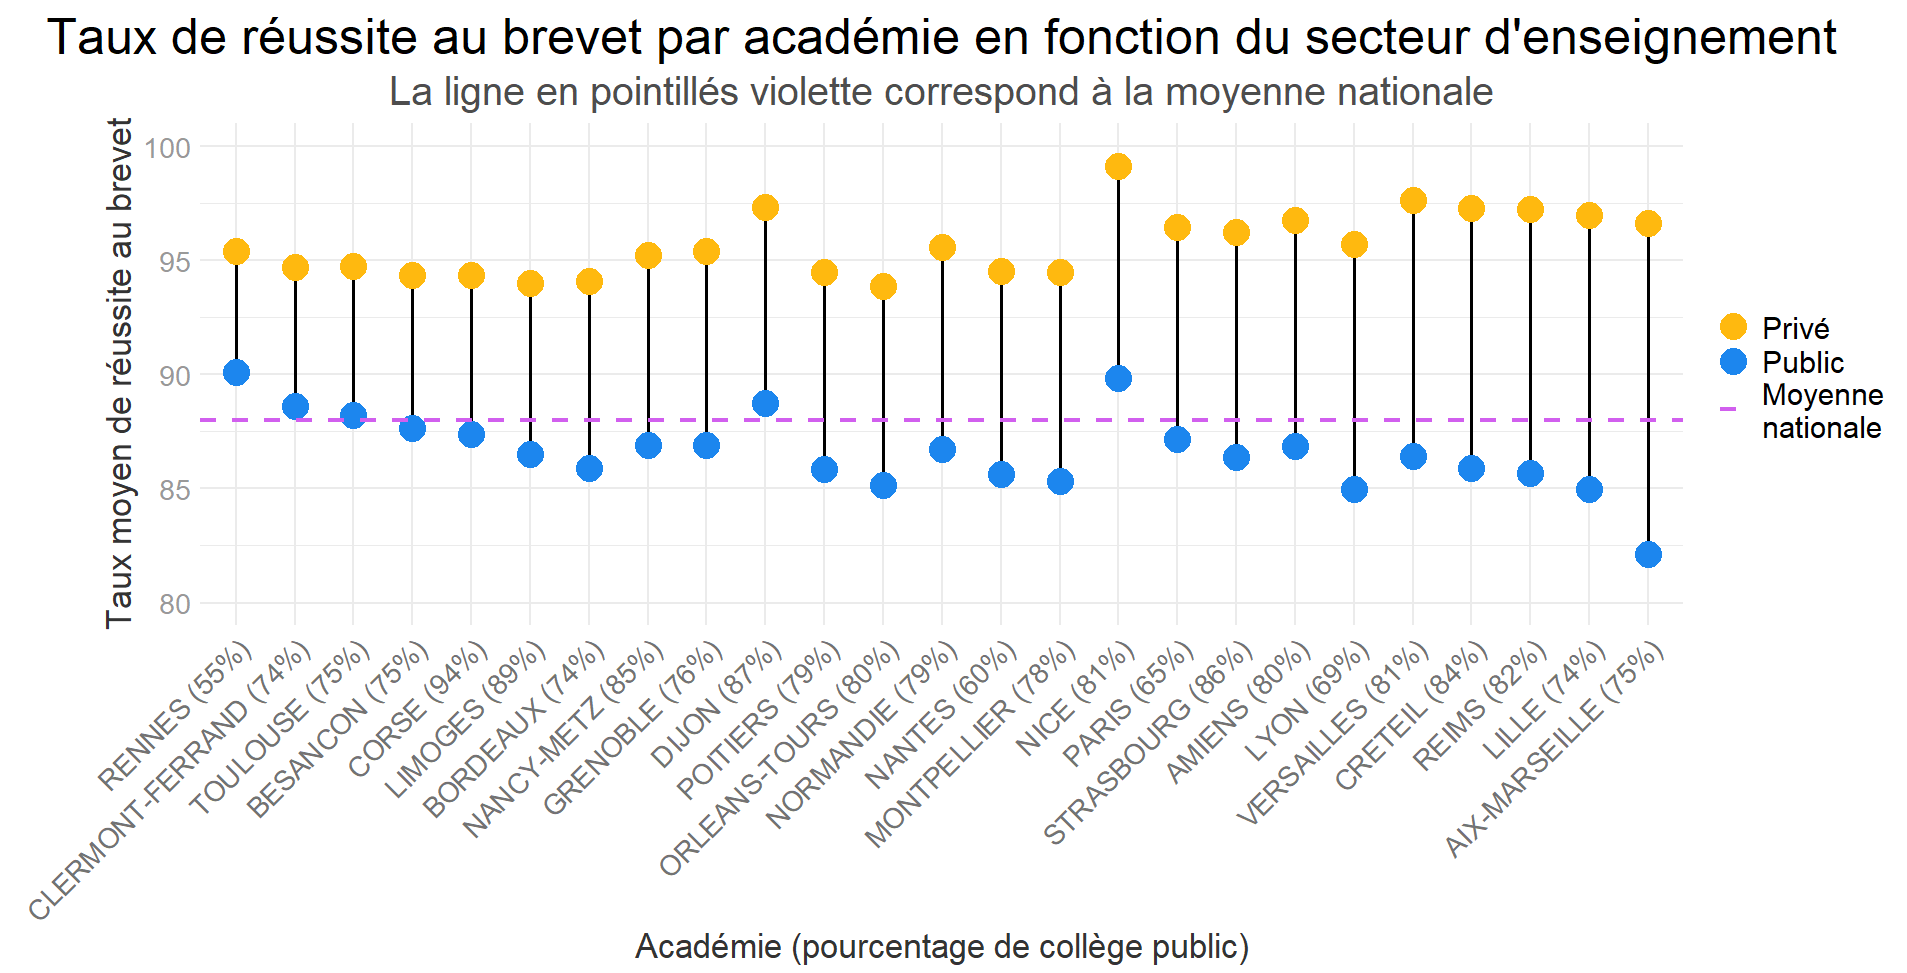 Taux de réussite au brevet par académie en fonction du secteur d'enseignement
La ligne en pointillés violette correspond à la moyenne nationale
Taux moyen de réussite au brevet
100
95
90
85
80
RENNES (55%)
CLERMONT-FERRAND (74%)
TOULOUSE (75%)
BESANCON (75%)
CORSE (94%)
LIMOGES (89%)
BORDEAUX (74%)
NANCY-METZ (85%)
GRENOBLE (76%)
DIJON (87%)
POITIERS (79%)
ORLEANS-TOURS (80%)
NORMANDIE (79%)
NANTES (60%)
MONTPELLIER (78%)
NICE (81%)
PARIS (65%)
STRASBOURG (86%)
AMIENS (80%)
LYON (69%)
VERSAILLES (81%)
CRETEIL (84%)
REIMS (82%)
LILLE (74%)
AIX-MARSEILLE (75%)
Académie (pourcentage de collège public)
Privé
Public
Moyenne
nationale